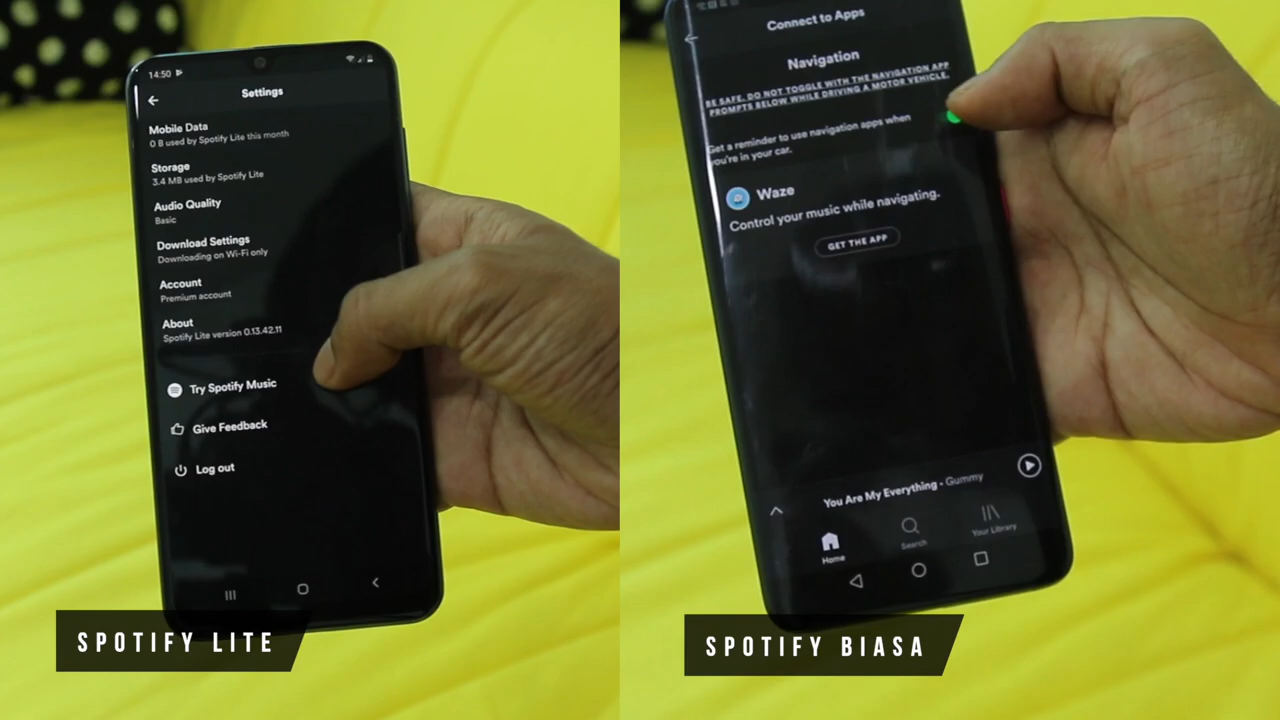 14:50
Settings
Mobile Data
0 B used by Spotify Lite this month
Storage
3.4 MB used by Spotify Lite
Audio Quality
Basic
Download Settings
Downloading on Wi-Fi only
Account
Premium account
About
Spotify Lite version 0.13.42.11
Try Spotify Music
Give Feedback
Log out
SPOTIFY LITE
Connect to Apps
Navigation
BE SAFE. DO NOT TOGGLE WITH THE NAVIGATION APP
PROMPTS BELOW WHILE DRIVING A MOTOR VEHICLE.
Get a reminder to use navigation apps when
you're in your car.
Waze
Control your music while navigating.
GET THE APP
You Are My Everything • Gummy
Home
Search
Your Library
SPOTIFY BIASA